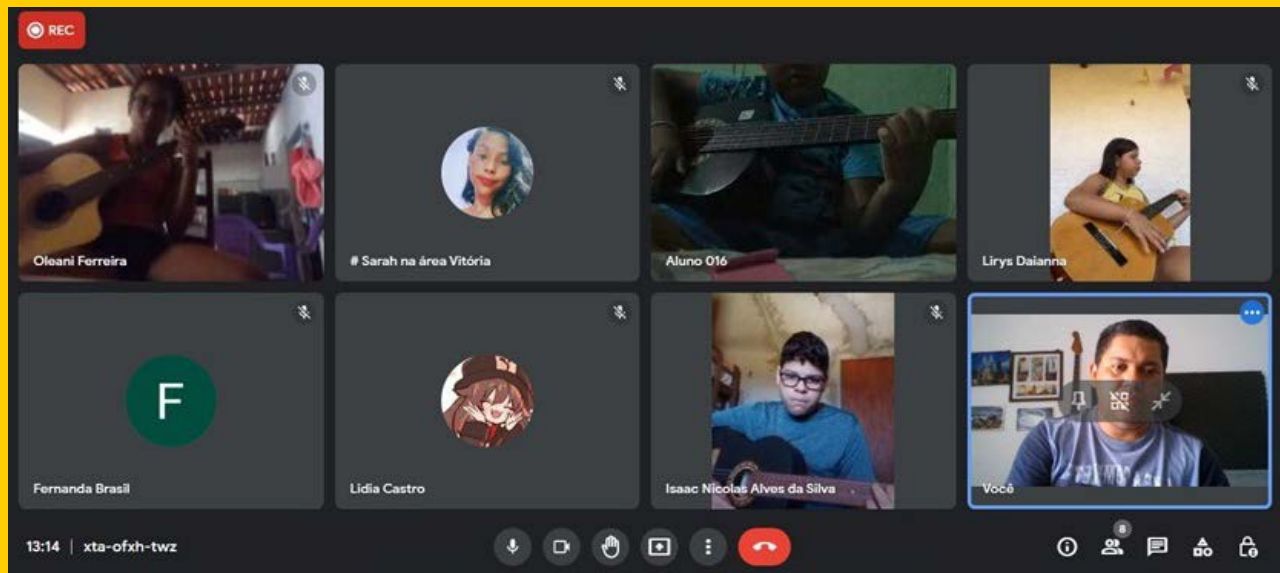 REC
Oleani Ferreira
# Sarah na área Vitória
Aluno 016
Lirys Daianna
F
Fernanda Brasil
Lidia Castro
Isaac Nicolas Alves da Silva
Você
13:14 | xta-ofxh-twz
8